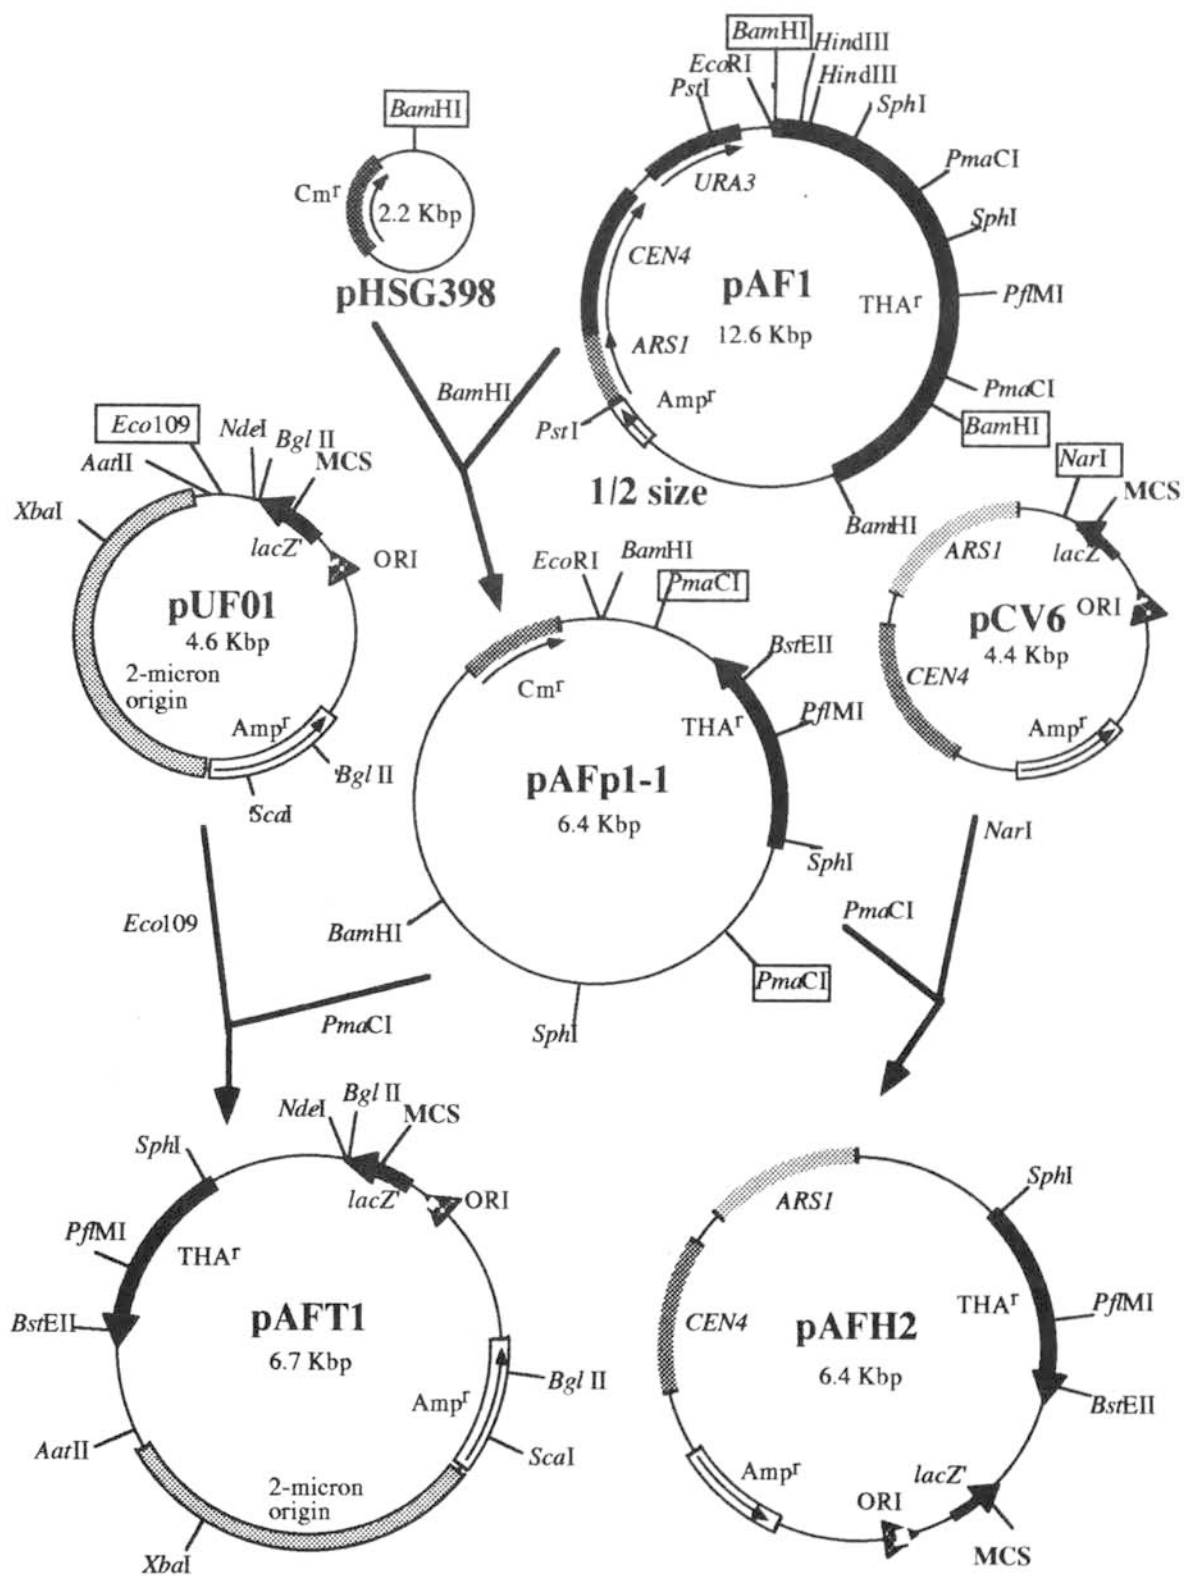 BamHI
Cmr
2.2 Kbp
pHSG398
BamHI
HindIII
HindIII
EcoRI
PstI
SphI
PmaCI
SphI
PflMI
PmaCI
BamHI
BamHI
URA3
CEN4
ARS1
Ampr
PstI
THAr
pAF1
12.6 Kbp
1/2 size
BamHI
Eco109
NdeI
Bgl II
MCS
AatII
XbaI
lacZ'
ORI
pUF01
4.6 Kbp
2-micron
origin
Ampr
Bgl II
ScaI
NarI
MCS
ARS1
lacZ
ORI
pCV6
4.4 Kbp
CEN4
Ampr
EcoRI
BamHI
PmaCI
BstEII
Cmr
THAr
PflMI
pAFp1-1
6.4 Kbp
SphI
BamHI
PmaCI
SphI
Eco109
PmaCI
NarI
PmaCI
NdeI
Bgl II
MCS
SphI
lacZ'
ORI
PflMI
THAr
BstEII
pAFT1
6.7 Kbp
Ampr
Bgl II
AatII
ScaI
2-micron
origin
XbaI
ARS1
SphI
THAr
PflMI
CEN4
pAFH2
6.4 Kbp
BstEII
Ampr
lacZ'
ORI
MCS